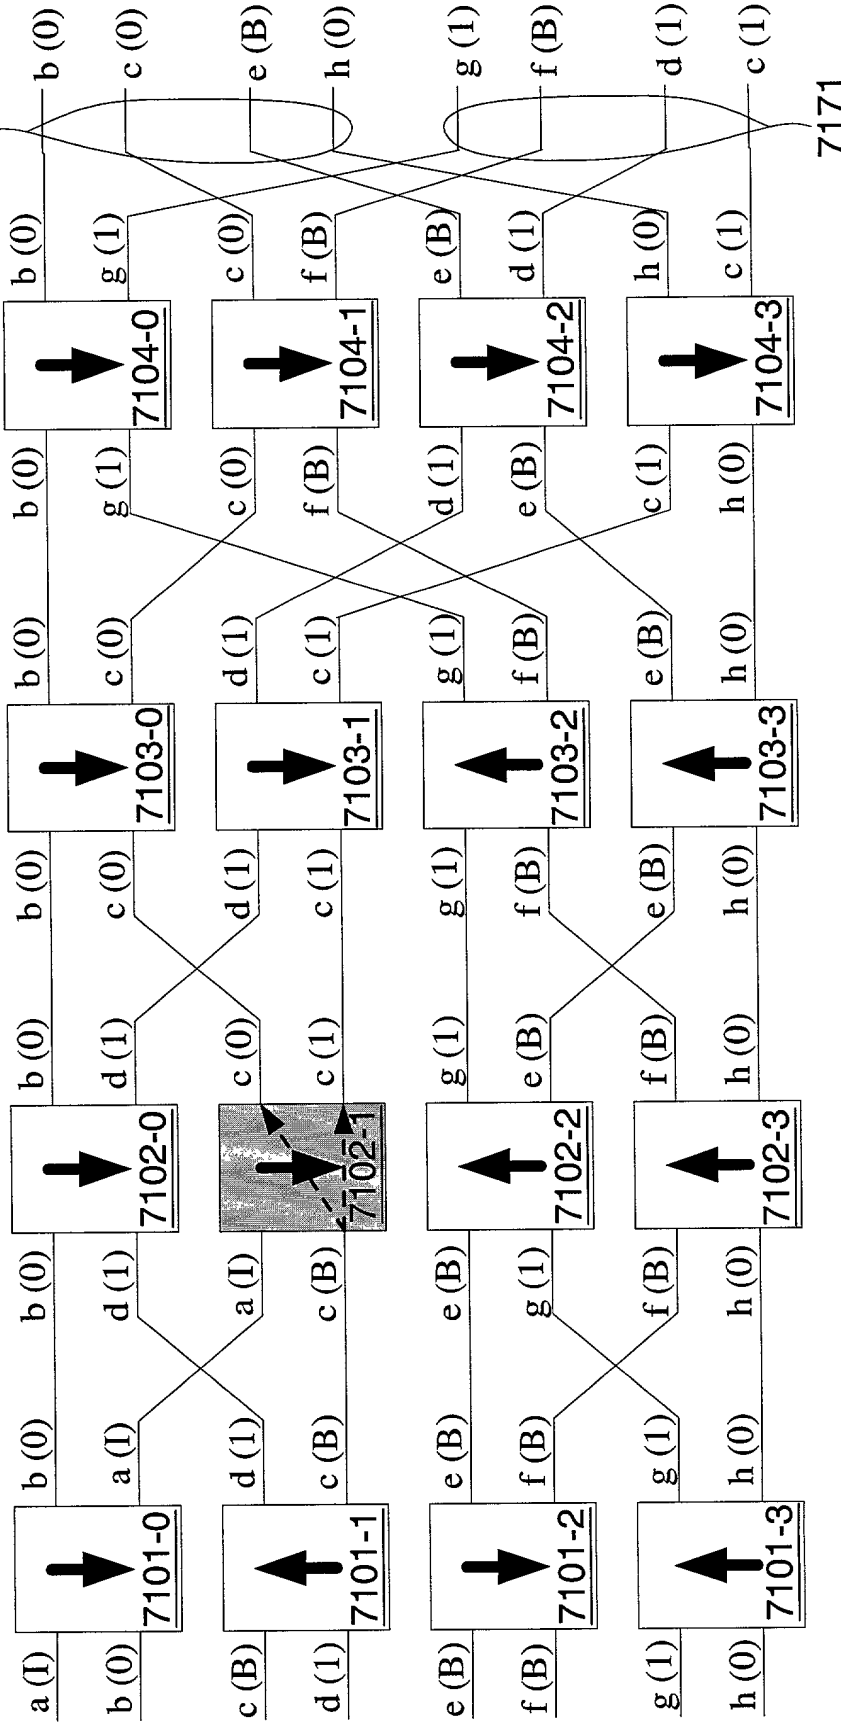 a (I)
b (0)
c (B)
d (1)
e (B)
f (B)
g (1)
h (0)
7101-0
7101-1
7101-2
7101-3
b (0)
a (I)
d (1)
c (B)
e (B)
f (B)
g (1)
h (0)
b (0)
d (1)
a (I)
c (B)
e (B)
g (1)
f (B)
h (0)
7102-0
7102-1
7102-2
7102-3
b (0)
d (1)
c (0)
c (1)
g (1)
e (B)
f (B)
h (0)
b (0)
c (0)
d (1)
c (1)
g (1)
f (B)
e (B)
h (0)
7103-0
7103-1
7103-2
7103-3
b (0)
c (0)
d (1)
c (1)
g (1)
f (B)
e (B)
h (0)
b (0)
g (1)
c (0)
f (B)
d (1)
e (B)
c (1)
h (0)
7104-0
7104-1
7104-2
7104-3
b (0)
g (1)
c (0)
f (B)
e (B)
d (1)
h (0)
c (1)
b (0)
c (0)
e (B)
h (0)
g (1)
f (B)
d (1)
c (1)
7171